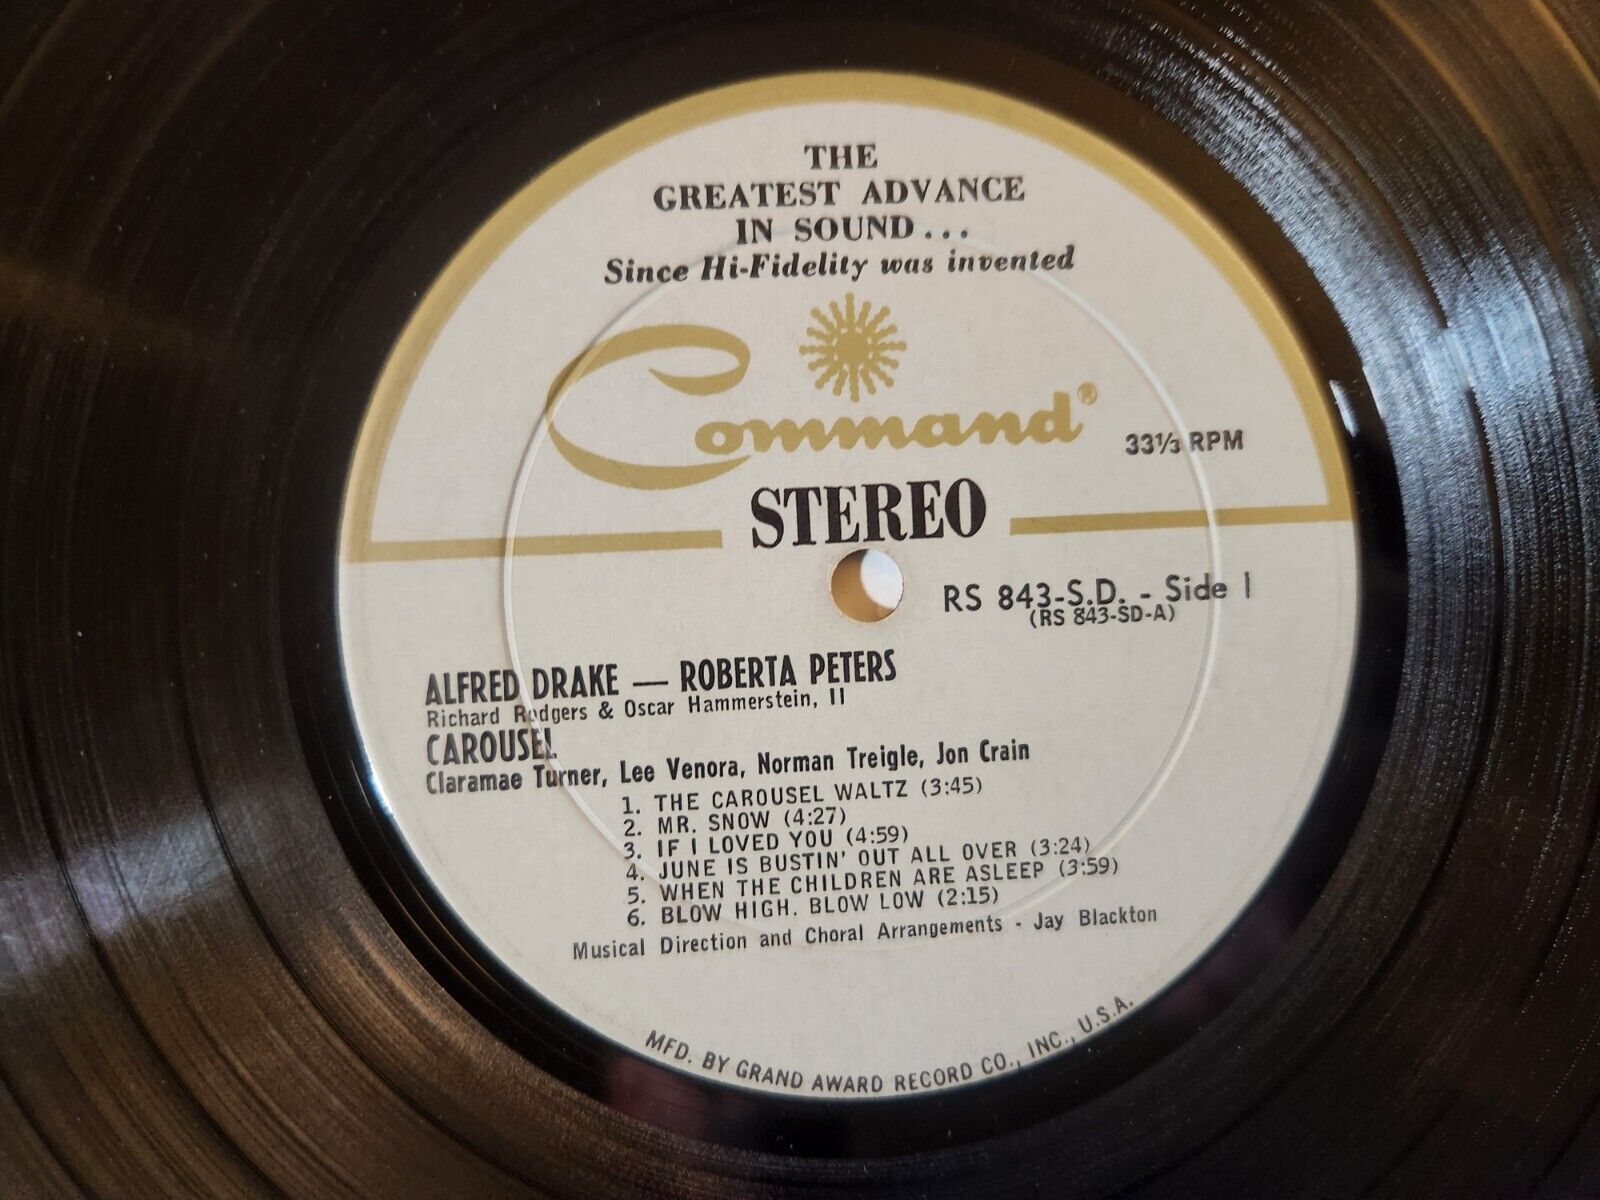 THE
GREATEST ADVANCE
IN SOUND...
Since Hi-Fidelity was invented
Command®
33⅓ RPM
STEREO
RS 843-S.D. - Side 1
(RS 843-SD-A)
ALFRED DRAKE — ROBERTA PETERS
Richard Rodgers & Oscar Hammerstein, II
CAROUSEL
Claramae Turner, Lee Venora, Norman Treigle, Jon Crain
1. THE CAROUSEL WALTZ (3:45)
2. MR. SNOW (4:27)
3. IF I LOVED YOU (4:59)
4. JUNE IS BUSTIN' OUT ALL OVER (3:24)
5. WHEN THE CHILDREN ARE ASLEEP (3:59)
6. BLOW HIGH, BLOW LOW (2:15)
Musical Direction and Choral Arrangements - Jay Blackton
MFD. BY GRAND AWARD RECORD CO., INC., U.S.A.